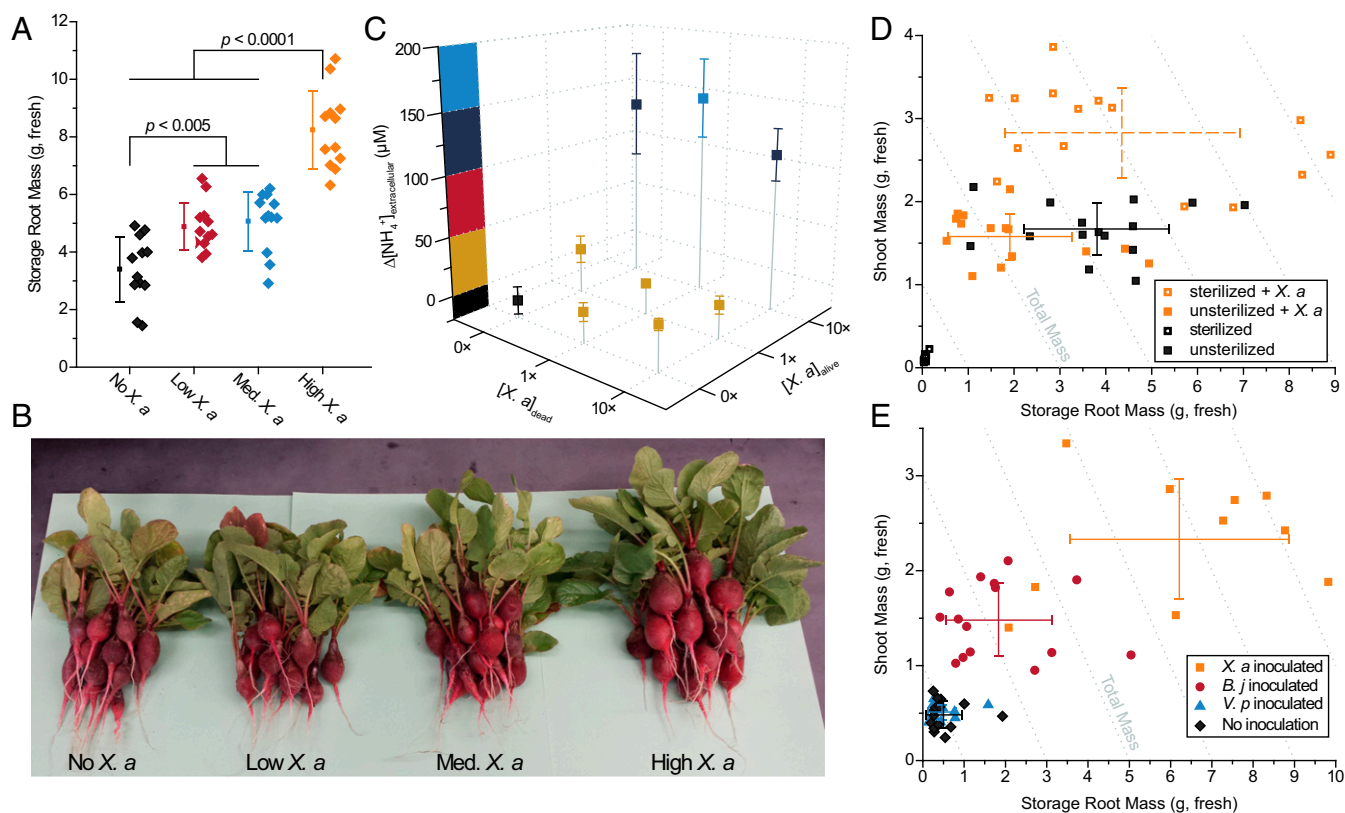 A
Storage Root Mass (g, fresh)
12
10
8
6
4
2
0
p < 0.0001
p < 0.005
No X. a
Low X. a
Med. X. a
High X. a
B
No X. a
Low X. a
Med. X. a
High X. a
C
Δ[NH₄⁺]extracellular (µM)
200
150
100
50
0
0×
1×
10×
[X. a]dead
0×
1×
10×
[X. a]alive
D
Shoot Mass (g, fresh)
4
3
2
1
0
Total Mass
sterilized + X. a
unsterilized + X. a
sterilized
unsterilized
0 1 2 3 4 5 6 7 8 9
Storage Root Mass (g, fresh)
E
Shoot Mass (g, fresh)
3
2
1
0
Total Mass
X. a inoculated
B. j inoculated
V. p inoculated
No inoculation
0 1 2 3 4 5 6 7 8 9 10
Storage Root Mass (g, fresh)